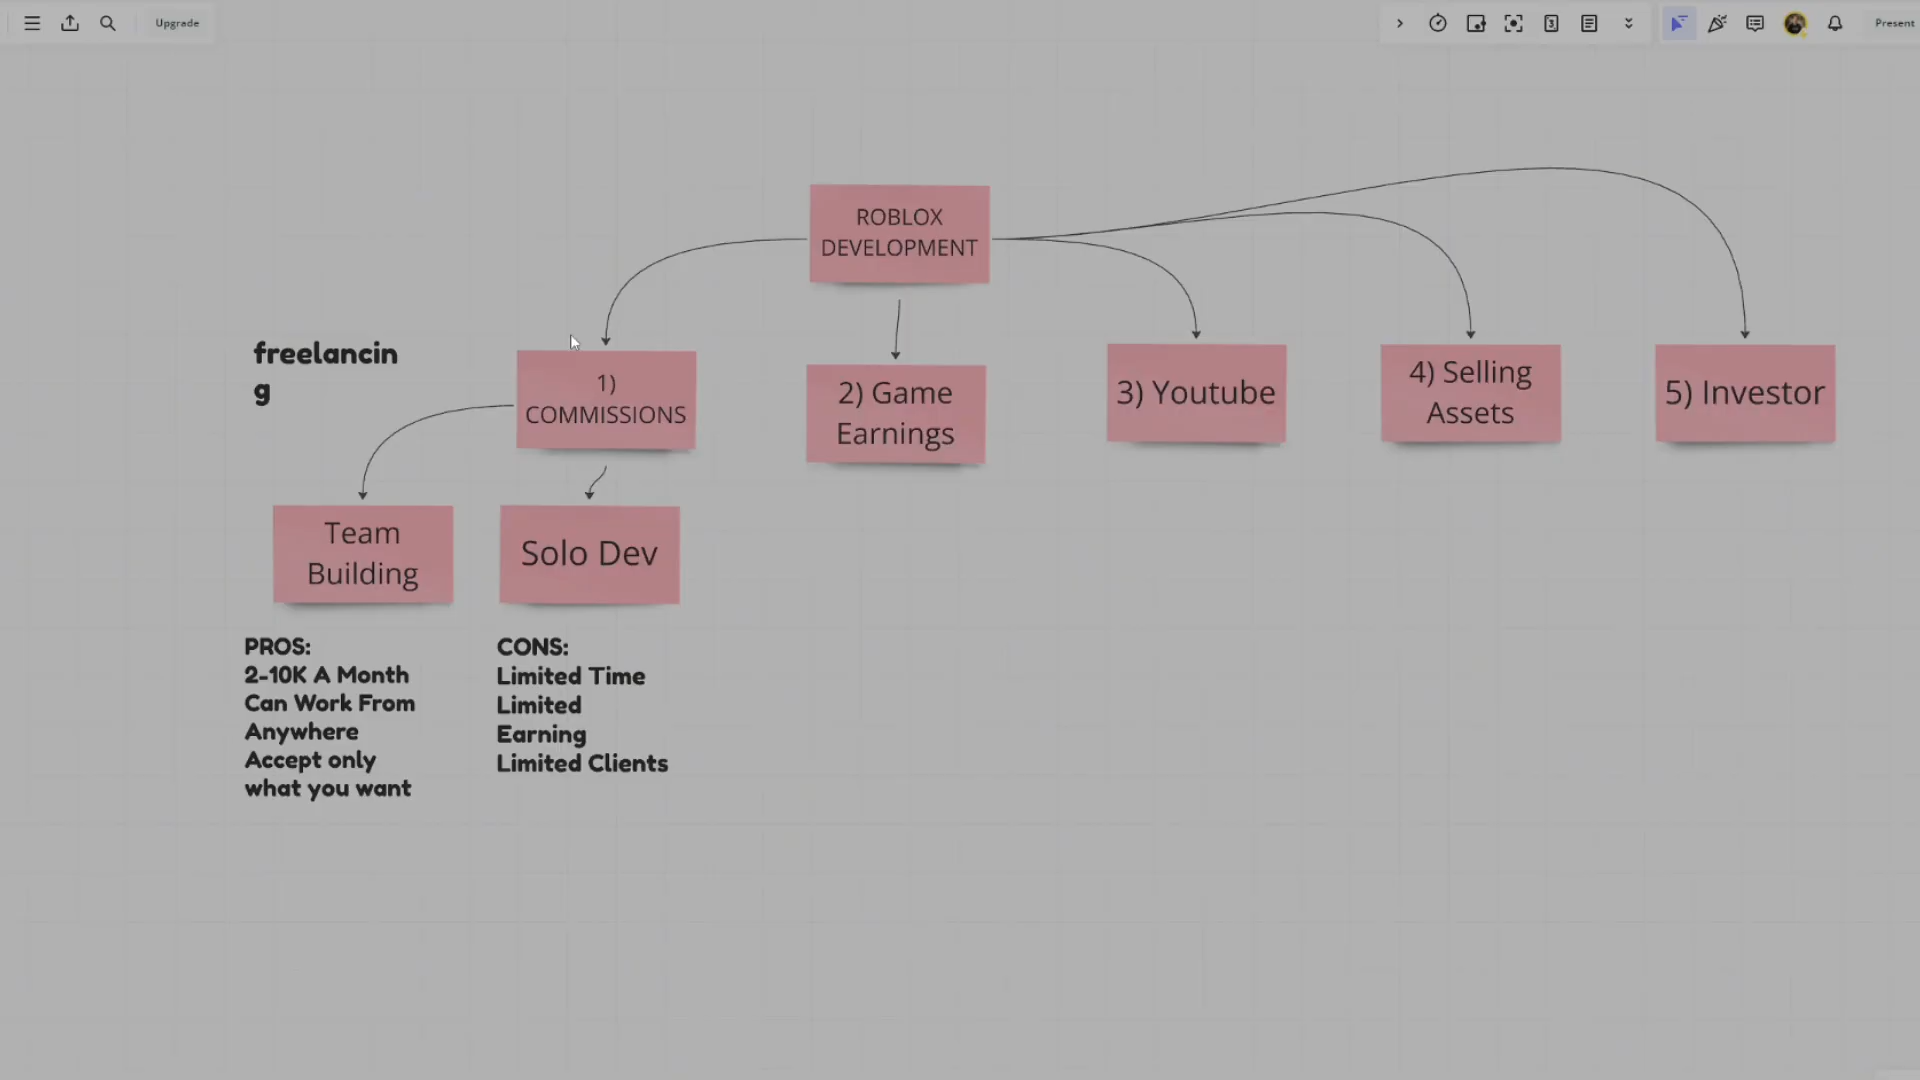 Upgrade
3
Present
ROBLOX
DEVELOPMENT
freelancin
g
1)
COMMISSIONS
2) Game
Earnings
3) Youtube
4) Selling
Assets
5) Investor
Team
Building
Solo Dev
PROS:
2-10K A Month
Can Work From
Anywhere
Accept only
what you want
CONS:
Limited Time
Limited
Earning
Limited Clients